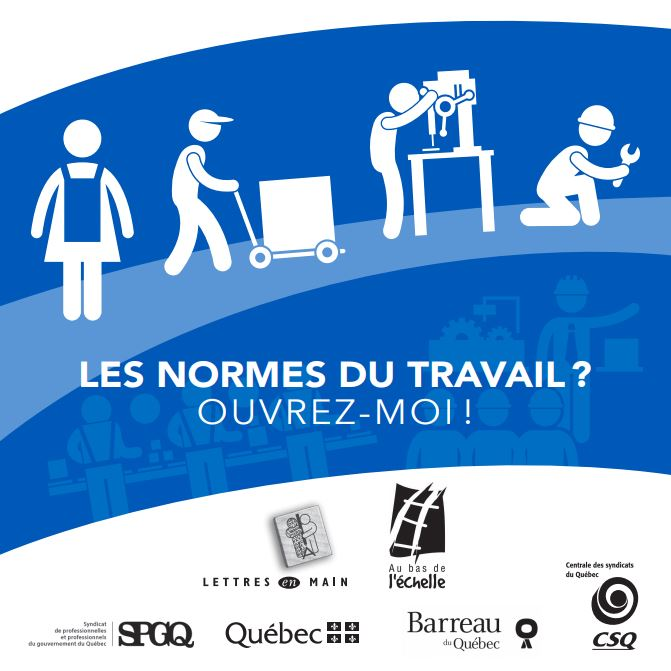 LES NORMES DU TRAVAIL ?
OUVREZ-MOI !
LETTRES en MAIN
Au bas de
l'échelle
Centrale des syndicats
du Québec
CSQ
Syndicat
de professionnelles
et professionnels
du gouvernement du Québec
SPGQ
Québec
Barreau
du Québec